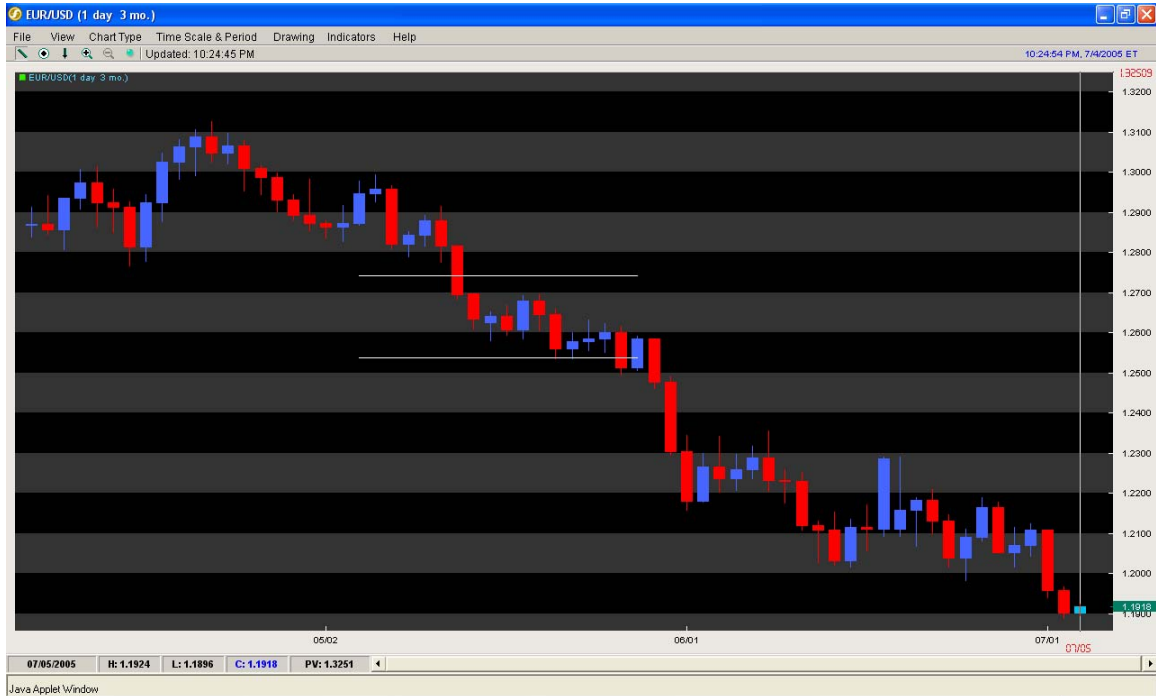 EUR/USD (1 day 3 mo.)
File View Chart Type Time Scale & Period Drawing Indicators Help
Updated: 10:24:45 PM 10:24:54 PM, 7/4/2005 ET
EUR/USD(1 day 3 mo.)
1.32509
1.3200
1.3100
1.3000
1.2900
1.2800
1.2700
1.2600
1.2500
1.2400
1.2300
1.2200
1.2100
1.2000
1.1918
1.1900
05/02 06/01 07/01
07/05
07/05/2005 H: 1.1924 L: 1.1896 C: 1.1918 PV: 1.3251
Java Applet Window